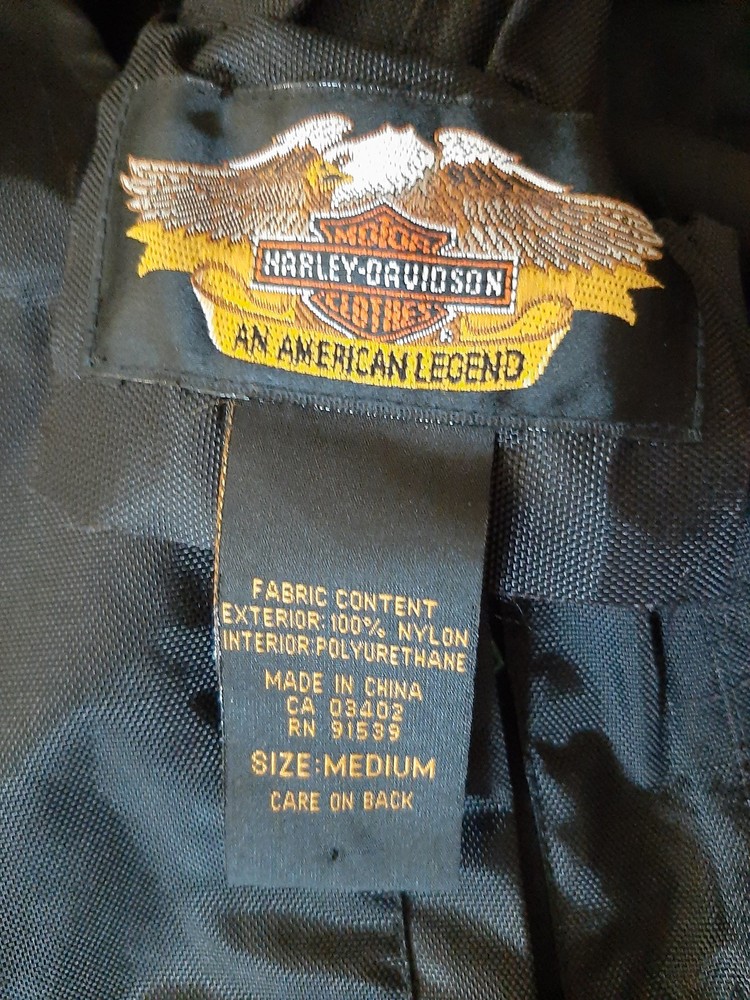 MOTOR
HARLEY-DAVIDSON
CLOTHES
AN AMERICAN LEGEND
FABRIC CONTENT
EXTERIOR:100% NYLON
INTERIOR:POLYURETHANE
MADE IN CHINA
CA 03402
RN 91539
SIZE:MEDIUM
CARE ON BACK